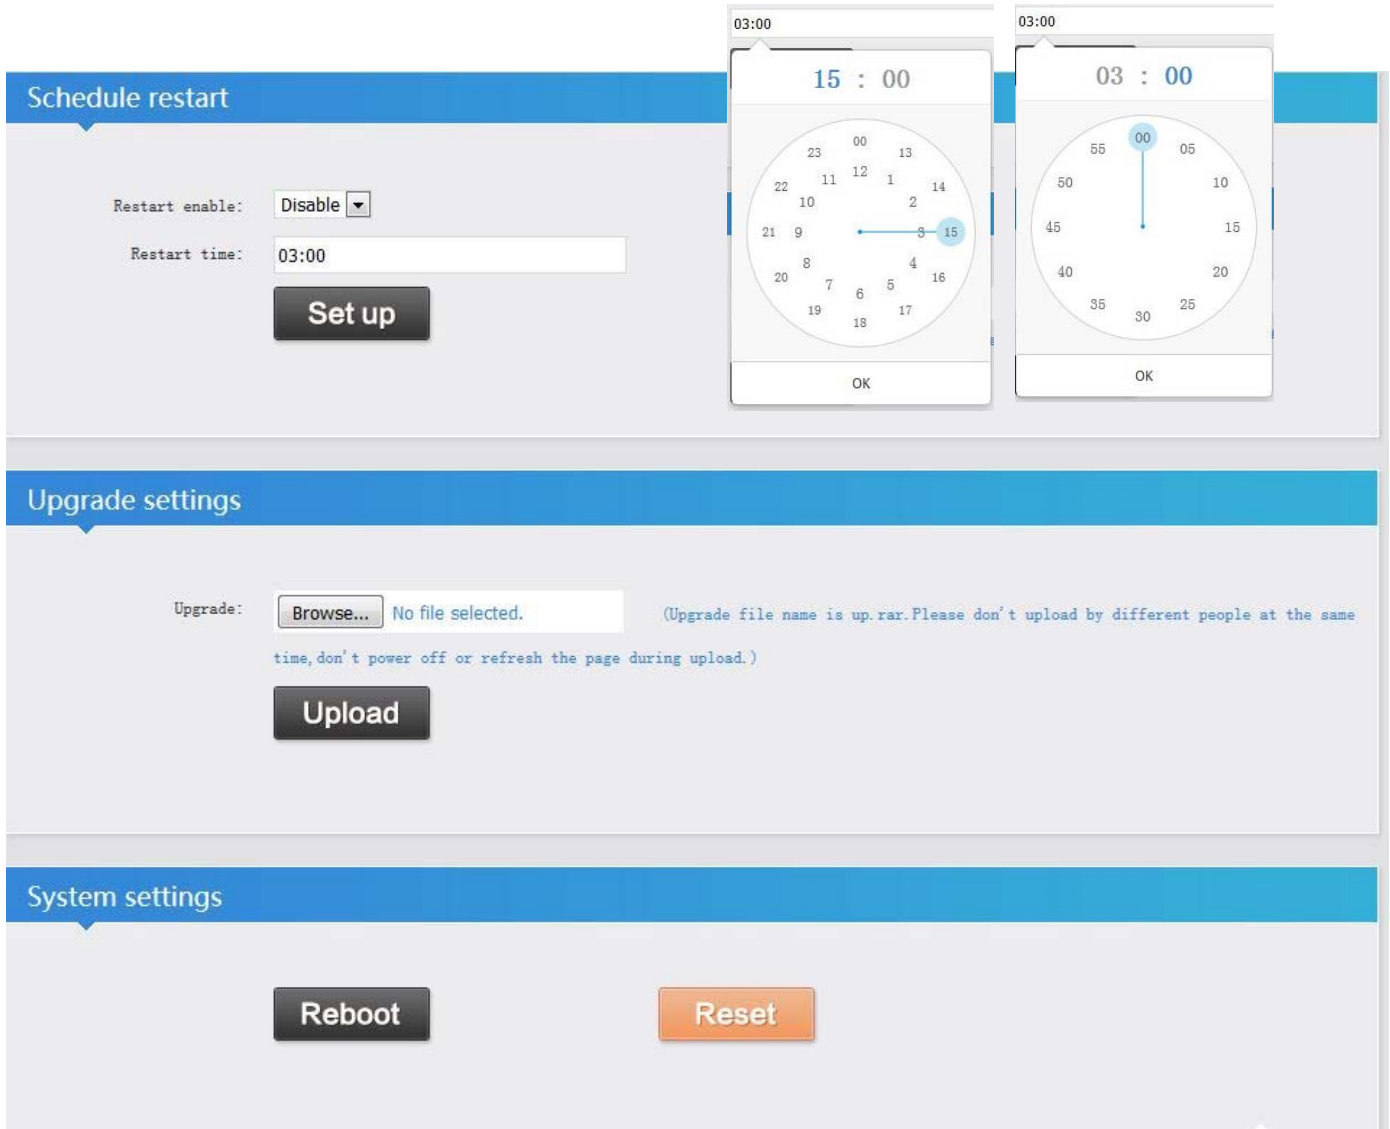 03:00
03:00
15 : 00
03 : 00
Schedule restart
00
23 13
12
11 1
22 14
10 2
21 9 3 15
8 4
20 16
7 5
6
19 17
18
OK
00
55 05
50 10
45 15
40 20
35 25
30
OK
Restart enable: Disable
Restart time: 03:00
Set up
Upgrade settings
Upgrade: Browse... No file selected. (Upgrade file name is up.rar.Please don't upload by different people at the same
time,don't power off or refresh the page during upload.)
Upload
System settings
Reboot Reset